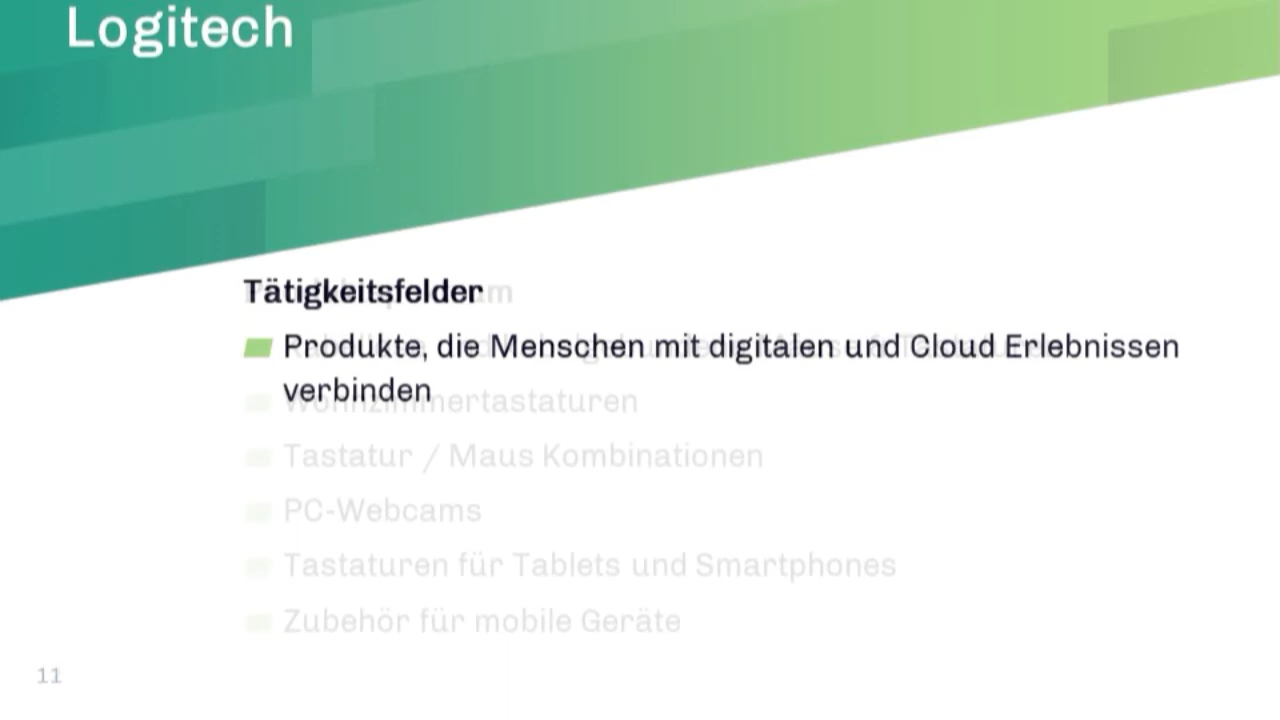 Logitech
Tätigkeitsfelder
Produkte, die Menschen mit digitalen und Cloud Erlebnissen
verbinden
Wohnzimmertastaturen
Tastatur / Maus Kombinationen
PC-Webcams
Tastaturen für Tablets und Smartphones
Zubehör für mobile Geräte
11